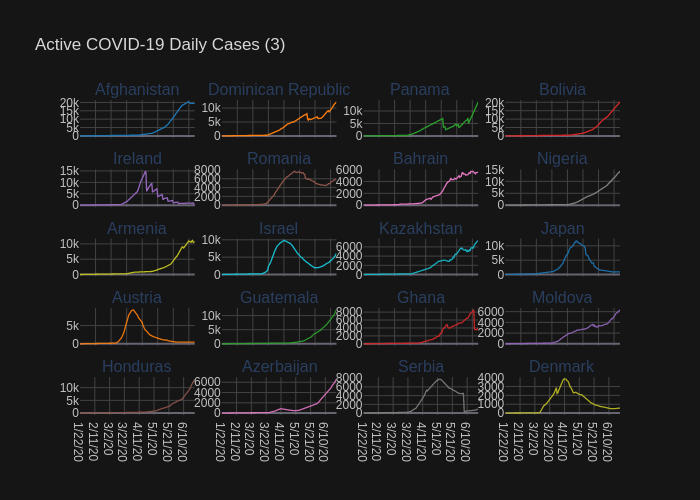 Active COVID-19 Daily Cases (3)
Afghanistan Dominican Republic Panama Bolivia
20k 15k 10k 5k 0
10k 5k 0
10k 5k 0
20k 15k 10k 5k 0
Ireland Romania Bahrain Nigeria
15k 10k 5k 0
8000 6000 4000 2000 0
6000 4000 2000 0
15k 10k 5k 0
Armenia Israel Kazakhstan Japan
10k 5k 0
10k 5k 0
6000 4000 2000 0
10k 5k 0
Austria Guatemala Ghana Moldova
5k 0
10k 5k 0
8000 6000 4000 2000 0
6000 4000 2000 0
Honduras Azerbaijan Serbia Denmark
10k 5k 0
6000 4000 2000 0
8000 6000 4000 2000 0
4000 3000 2000 1000 0
1/22/20 2/11/20 3/2/20 3/22/20 4/11/20 5/1/20 5/21/20 6/10/20
1/22/20 2/11/20 3/2/20 3/22/20 4/11/20 5/1/20 5/21/20 6/10/20
1/22/20 2/11/20 3/2/20 3/22/20 4/11/20 5/1/20 5/21/20 6/10/20
1/22/20 2/11/20 3/2/20 3/22/20 4/11/20 5/1/20 5/21/20 6/10/20